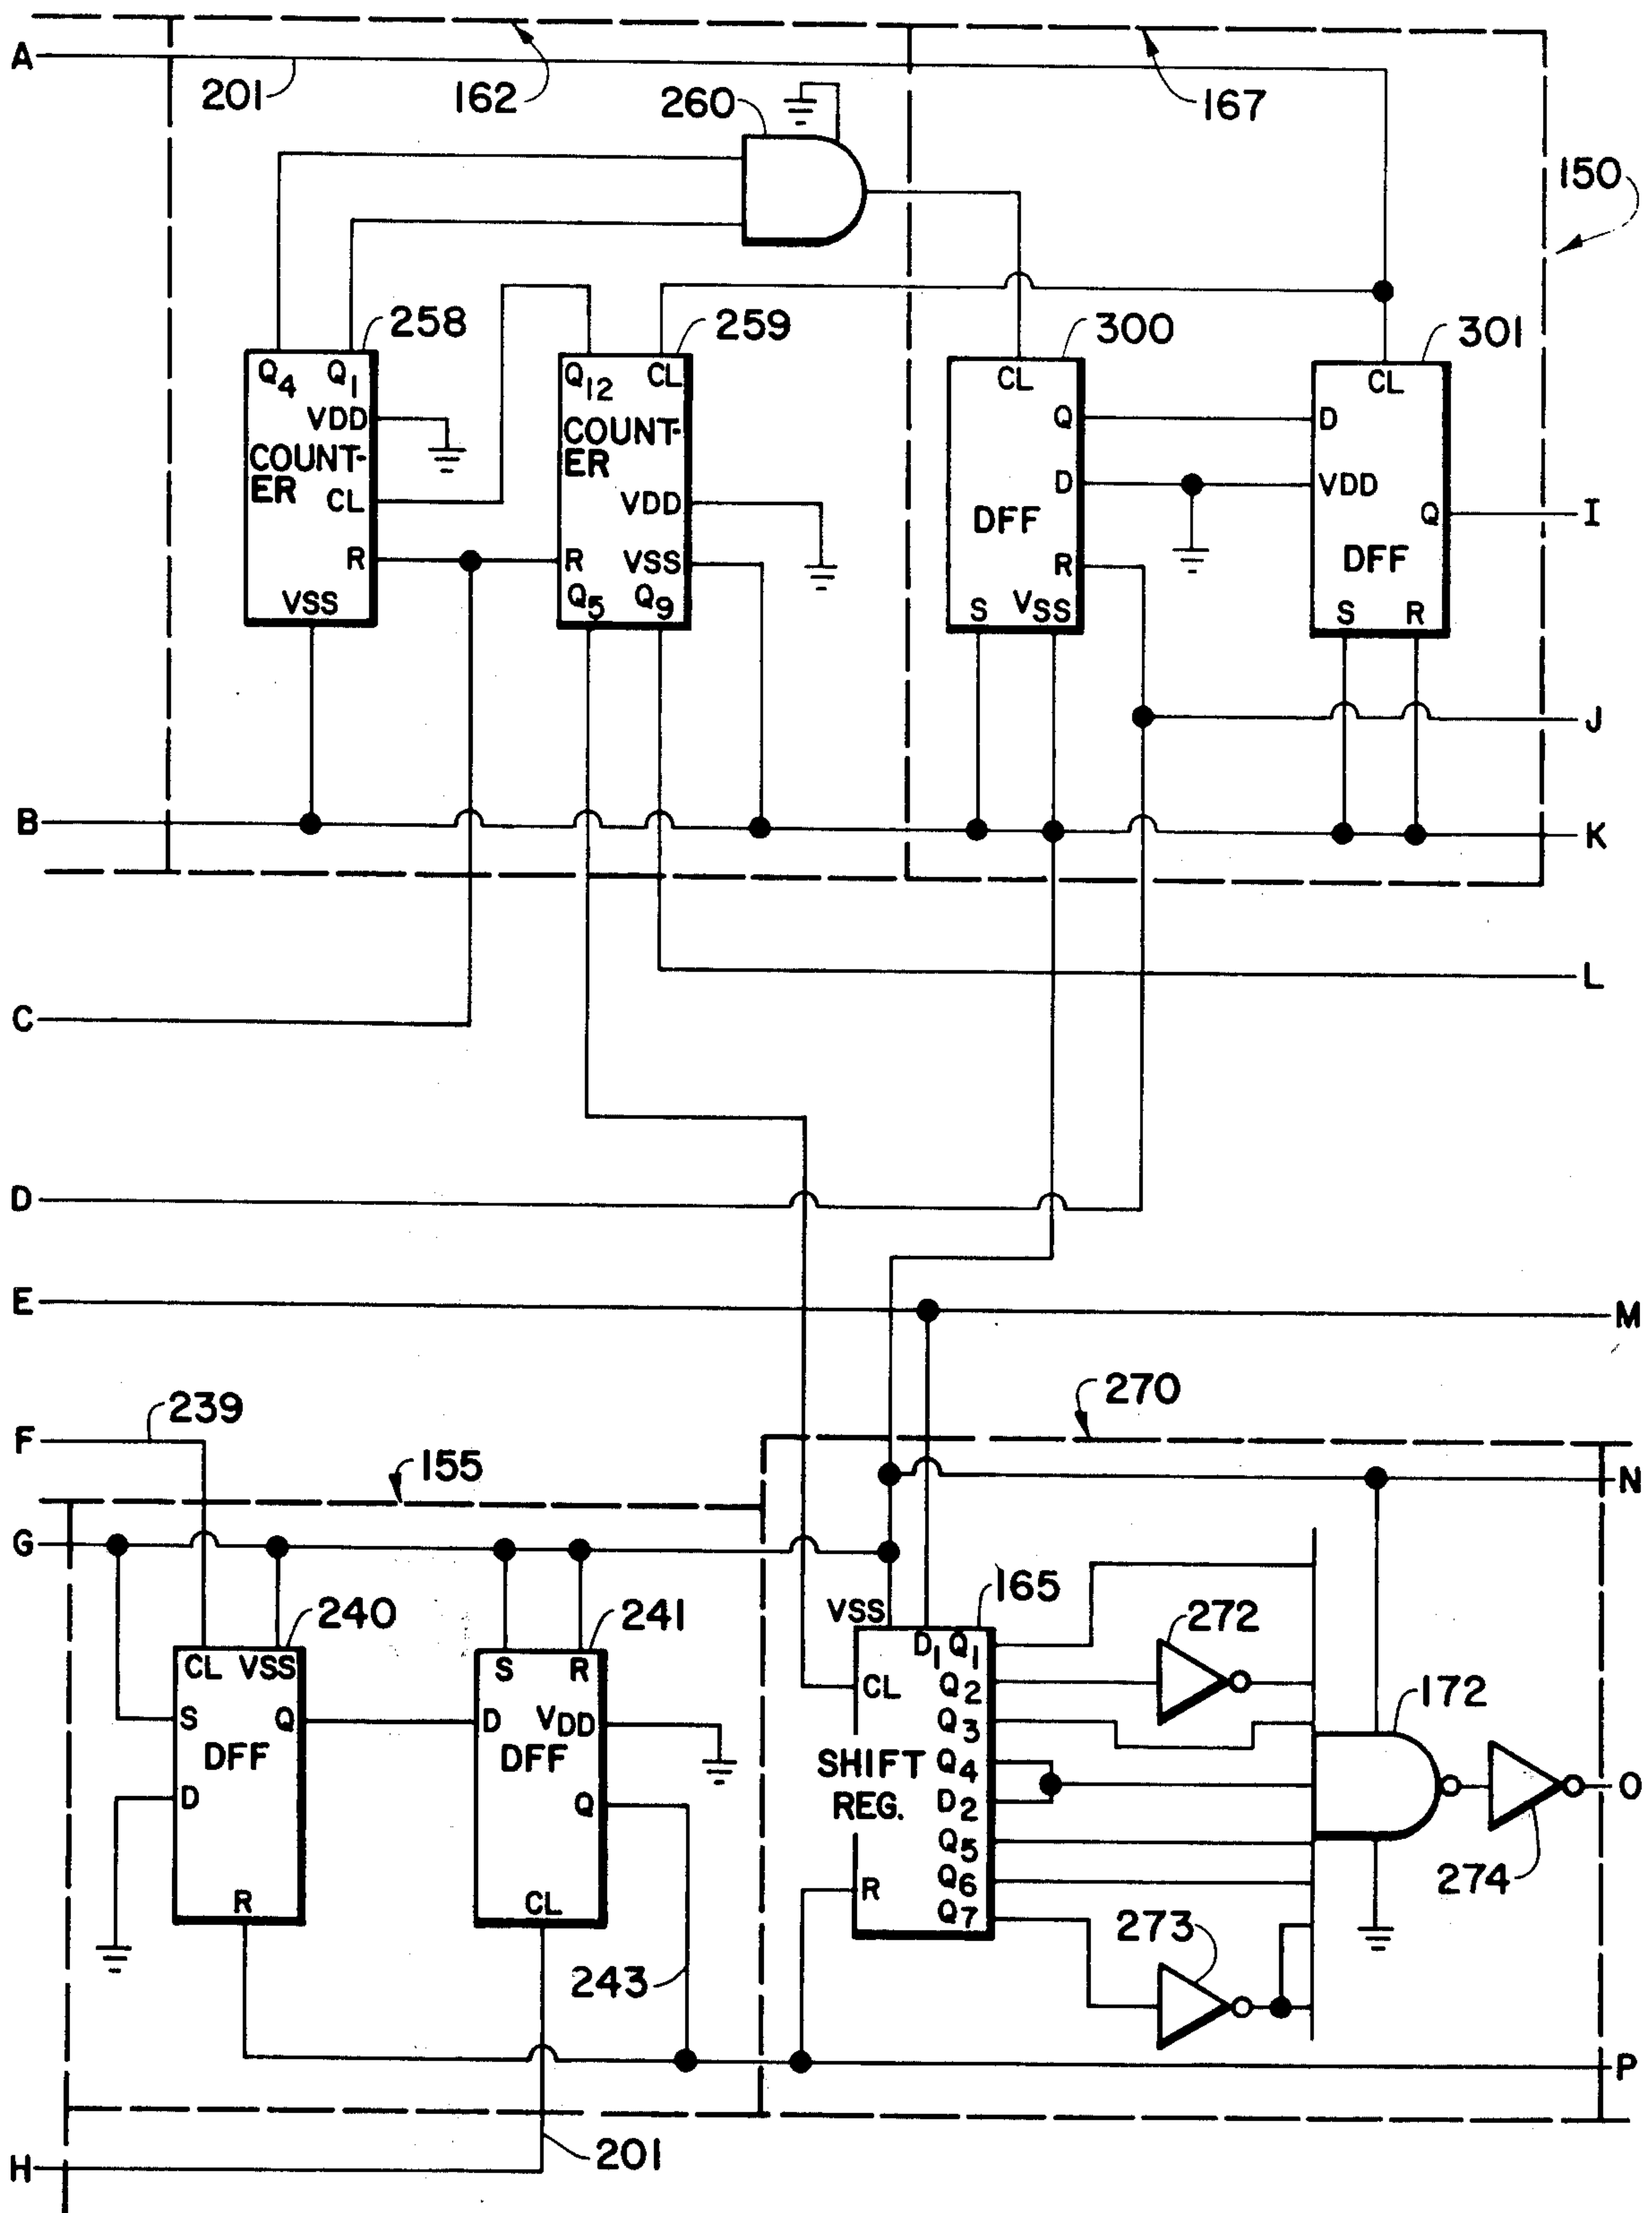 A
201
162
260
167
150
258
259
300
301
Q4 Q1
VDD
COUNT-
ER
CL
R
VSS
Q12 CL
COUNT-
ER
VDD
R VSS
Q5 Q9
CL
Q
D
DFF
R
S VSS
CL
D
VDD
Q
DFF
S R
I
J
B
K
L
C
D
E
M
270
F
239
155
N
G
240
241
165
272
172
CL VSS
S Q
DFF
D
R
S R
D VDD
DFF
Q
CL
VSS
D1 Q1
CL
Q2
Q3
SHIFT
REG.
Q4
D2
Q5
R
Q6
Q7
O
274
273
243
P
201
H